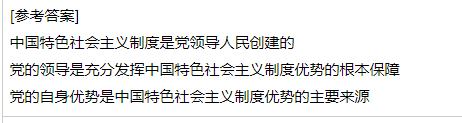 [参考答案]
中国特色社会主义制度是党领导人民创建的
党的领导是充分发挥中国特色社会主义制度优势的根本保障
党的自身优势是中国特色社会主义制度优势的主要来源